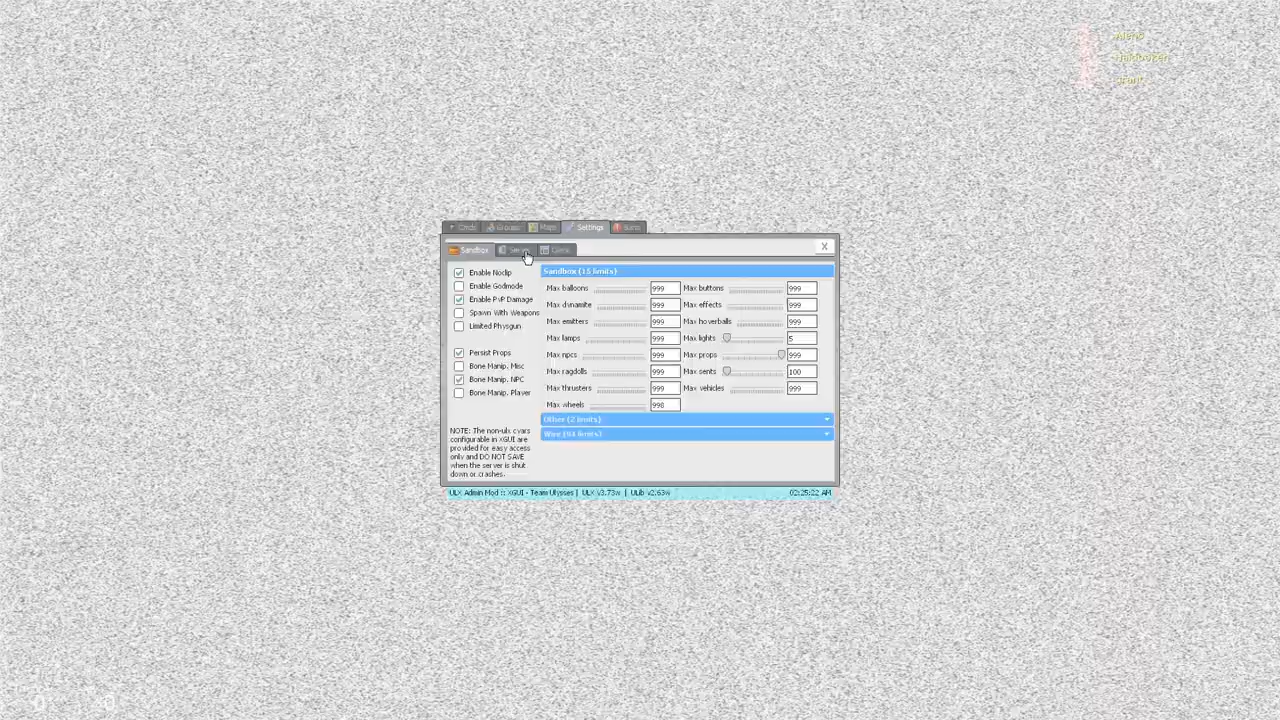 Cmds Groups Maps Settings Bans
Sandbox Server Client X
Enable Noclip
Enable Godmode
Enable PvP Damage
Spawn With Weapons
Limited Physgun
Persist Props
Bone Manip. Misc
Bone Manip. NPC
Bone Manip. Player
NOTE: The non-ulx cvars
configurable in XGUI are
provided for easy access
only and DO NOT SAVE
when the server is shut
down or crashes.
Sandbox (15 limits)
Max balloons 999 Max buttons 999
Max dynamite 999 Max effects 999
Max emitters 999 Max hoverballs 999
Max lamps 999 Max lights 5
Max npcs 999 Max props 999
Max ragdolls 999 Max sents 100
Max thrusters 999 Max vehicles 999
Max wheels 998
Other (2 limits)
ULX Admin Mod :: XGUI - Team Ulysses | ULX v3.73w | ULib v2.63w 02:25:22 AM